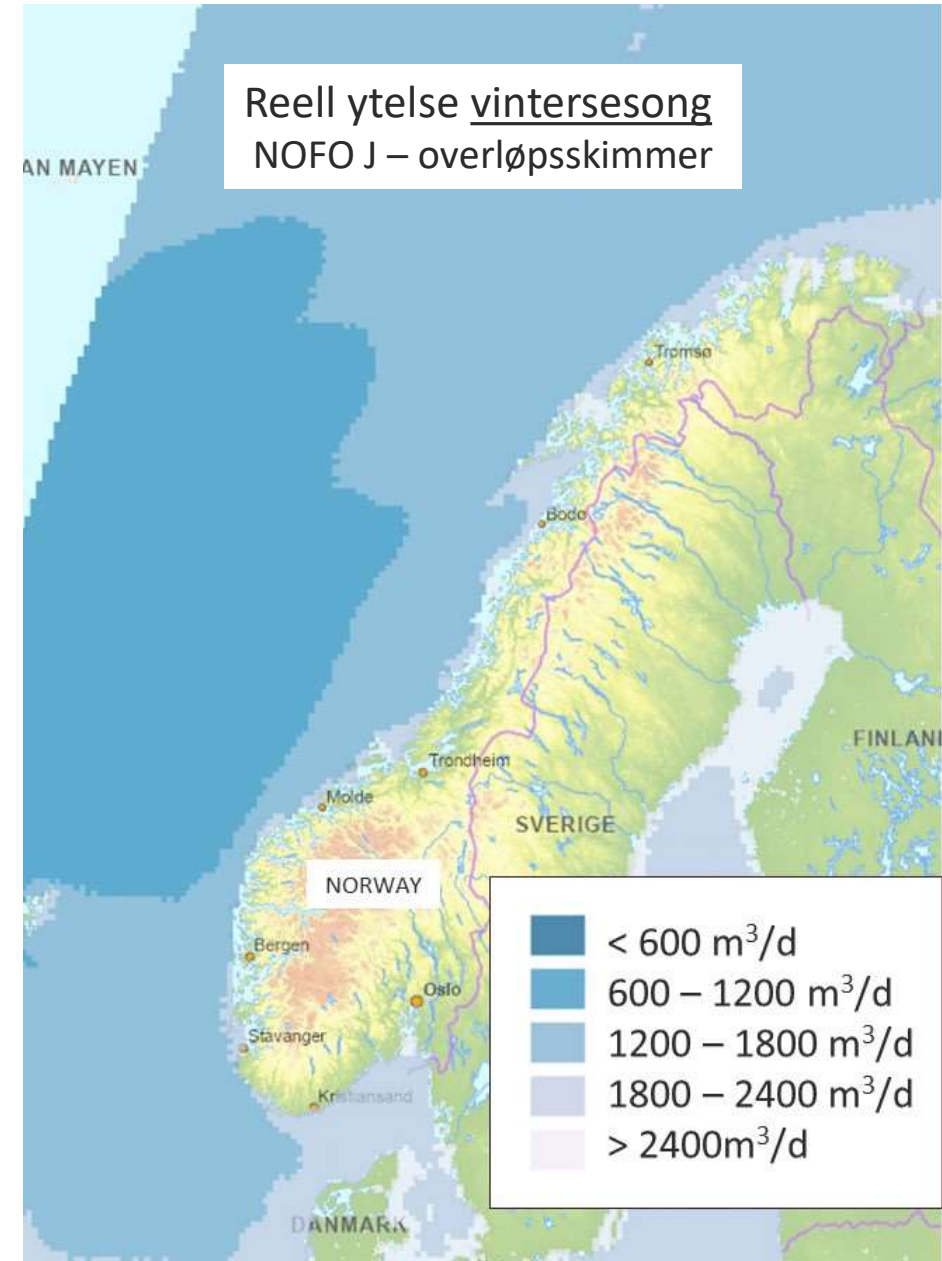 Reell ytelse vintersesong
NOFO J – overløpsskimmer
AN MAYEN
Tromsø
Bodø
FINLAN
Trondheim
Molde
SVERIGE
NORWAY
Bergen
Oslo
Stavanger
Kristiansand
DANMARK
< 600 m³/d
600 – 1200 m³/d
1200 – 1800 m³/d
1800 – 2400 m³/d
> 2400m³/d